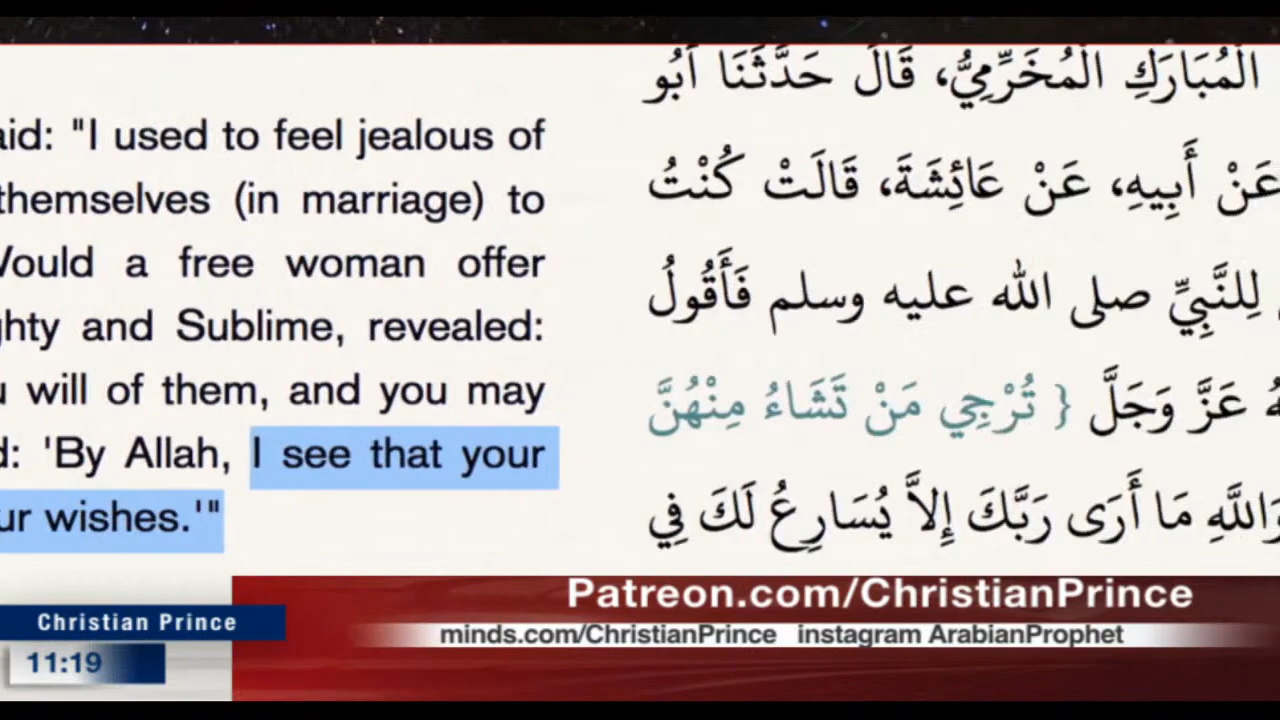 aid: "I used to feel jealous of
themselves (in marriage) to
Would a free woman offer
ghty and Sublime, revealed:
u will of them, and you may
d: 'By Allah, I see that your
ur wishes.'"
الْمُبَارَكِ الْمُخَرِّمِيُّ، قَالَ حَدَّثَنَا أَبُو
عَنْ أَبِيهِ، عَنْ عَائِشَةَ، قَالَتْ كُنْتُ
لِلنَّبِيِّ صلى الله عليه وسلم فَأَقُولُ
هُ عَزَّ وَجَلَّ { تُرْجِي مَنْ تَشَاءُ مِنْهُنَّ
وَاللَّهِ مَا أَرَى رَبَّكَ إِلاَّ يُسَارِعُ لَكَ فِي
Patreon.com/ChristianPrince
Christian Prince
minds.com/ChristianPrince instagram ArabianProphet
11:19